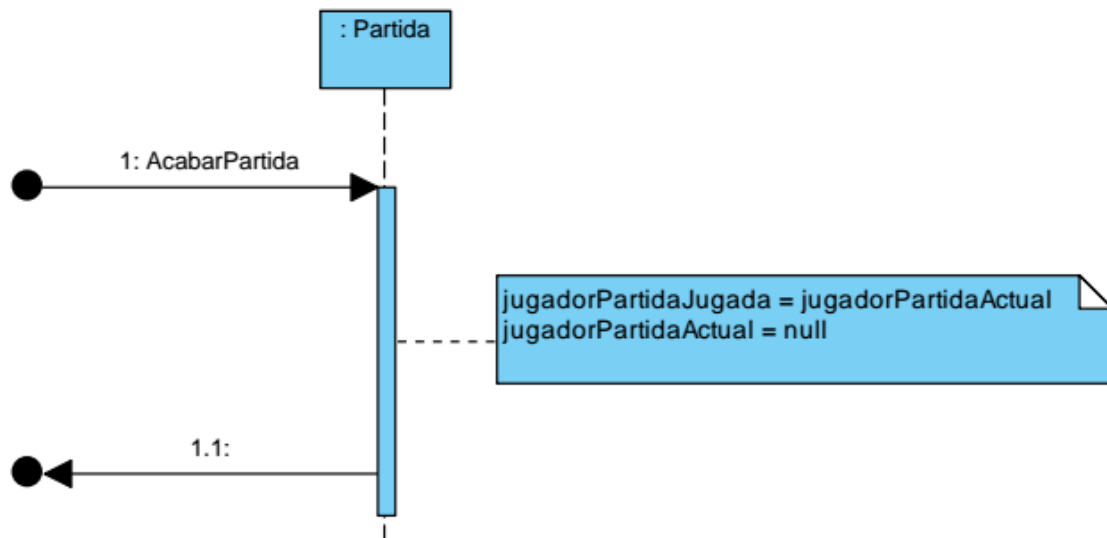 : Partida
1: AcabarPartida
jugadorPartidaJugada = jugadorPartidaActual
jugadorPartidaActual = null
1.1: